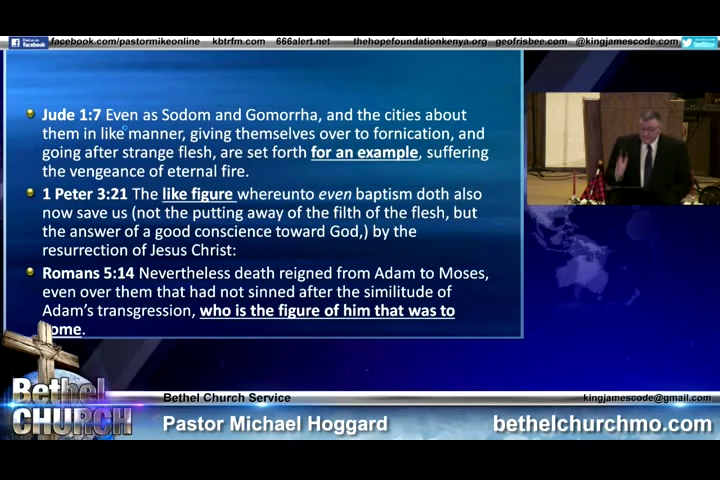 Find us on facebook
facebook.com/pastormikeonline kbtrfm.com 666alert.net thehopefoundationkenya.org geofrisbee.com @kingjamescode.com twitter
Jude 1:7 Even as Sodom and Gomorrha, and the cities about
them in like manner, giving themselves over to fornication, and
going after strange flesh, are set forth for an example, suffering
the vengeance of eternal fire.
1 Peter 3:21 The like figure whereunto even baptism doth also
now save us (not the putting away of the filth of the flesh, but
the answer of a good conscience toward God,) by the
resurrection of Jesus Christ:
Romans 5:14 Nevertheless death reigned from Adam to Moses,
even over them that had not sinned after the similitude of
Adam's transgression, who is the figure of him that was to
come.
Bethel
CHURCH
Bethel Church Service kingjamescode@gmail.com
Pastor Michael Hoggard bethelchurchmo.com